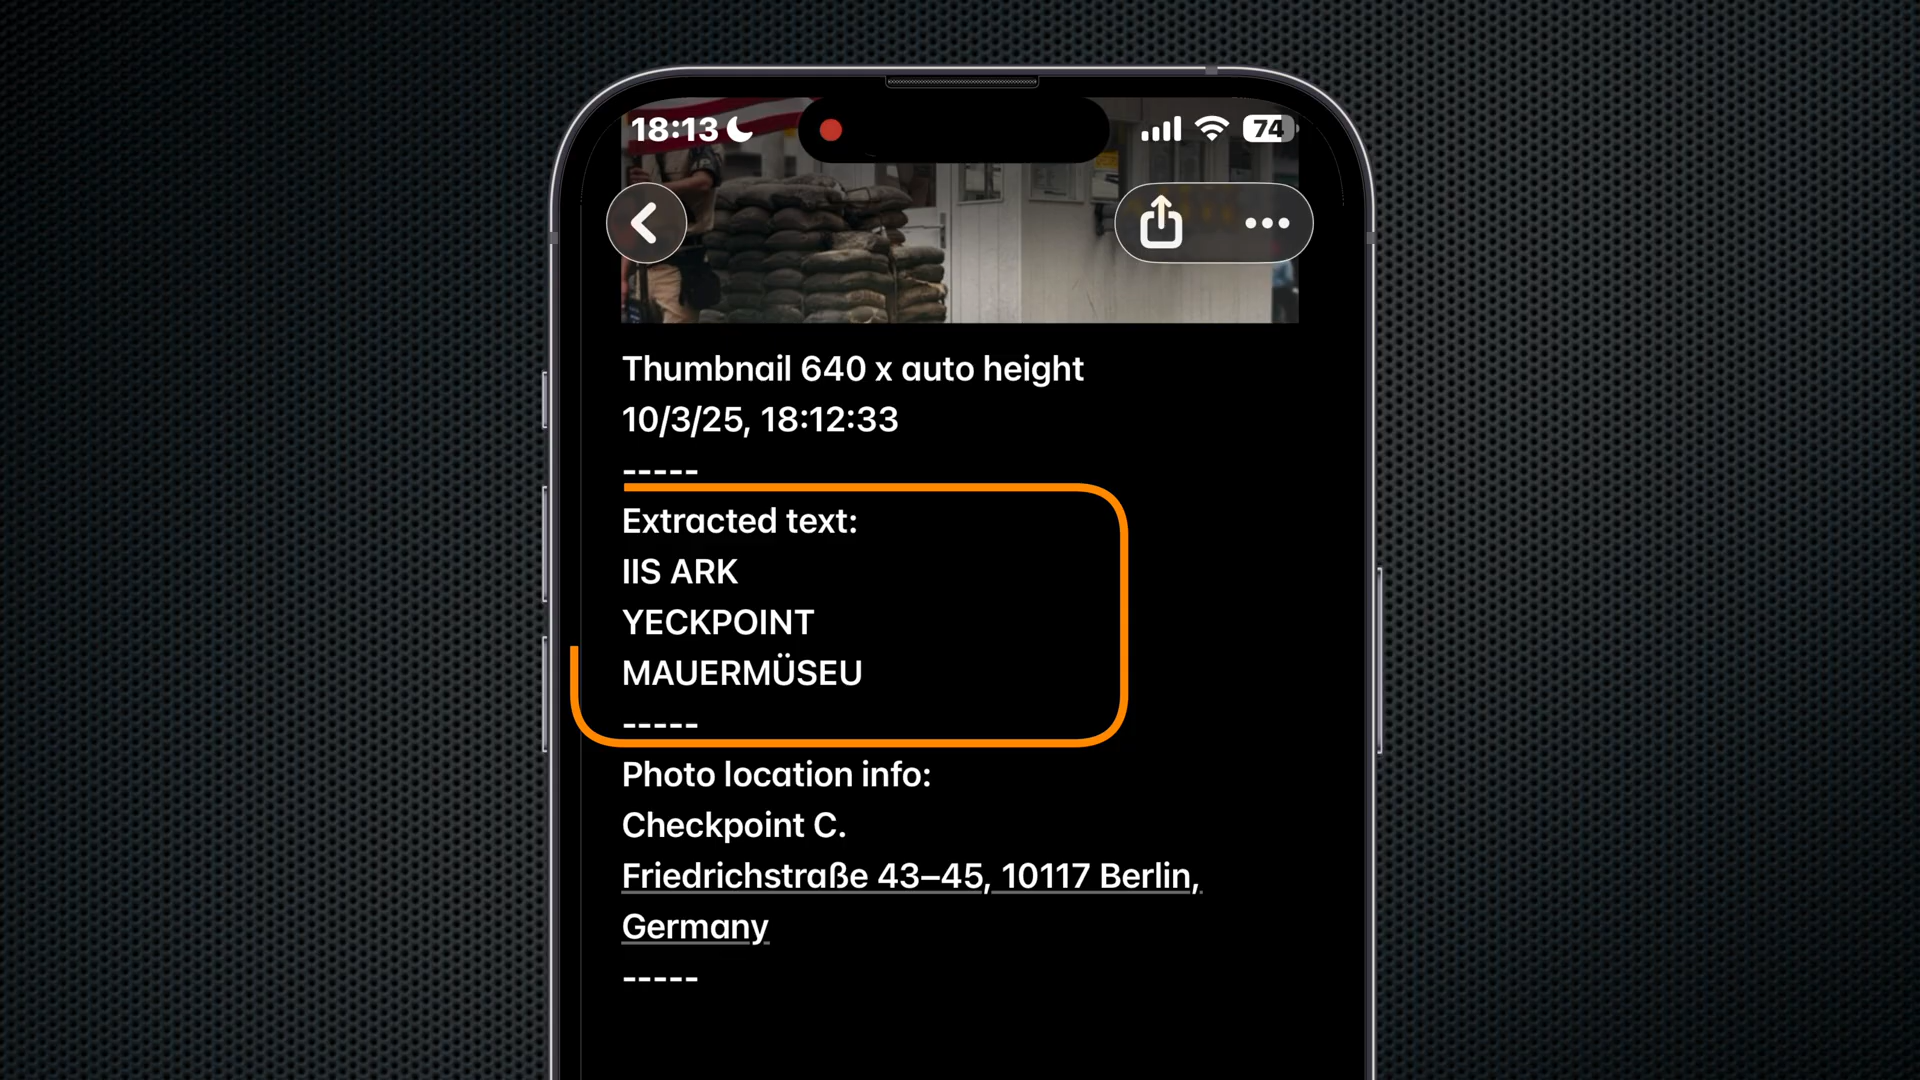 18:13
74
Thumbnail 640 x auto height
10/3/25, 18:12:33
-----
Extracted text:
IIS ARK
YECKPOINT
MAUERMÜSEU
-----
Photo location info:
Checkpoint C.
Friedrichstraße 43–45, 10117 Berlin,
Germany
-----